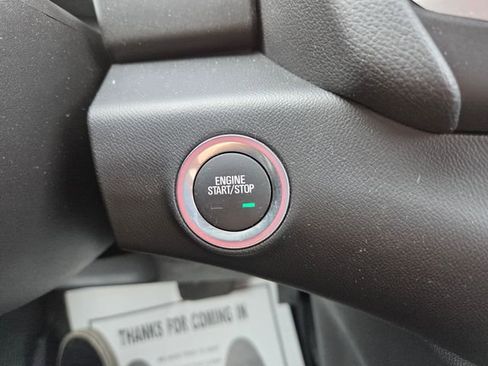 ENGINE
START/STOP
THANKS FOR COMING IN